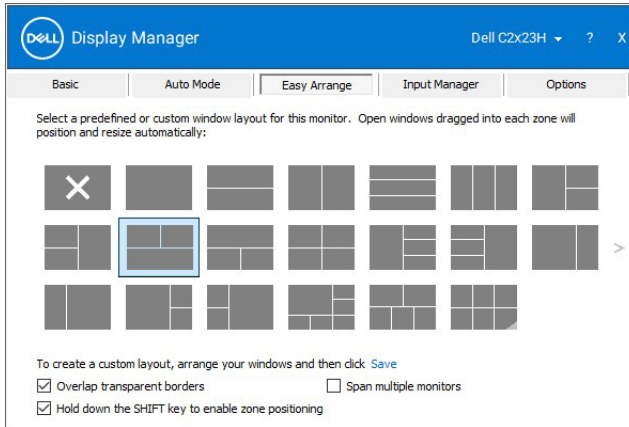 DELL Display Manager Dell C2x23H ? X
Basic Auto Mode Easy Arrange Input Manager Options
Select a predefined or custom window layout for this monitor. Open windows dragged into each zone will
position and resize automatically:
>
To create a custom layout, arrange your windows and then click Save
Overlap transparent borders Span multiple monitors
Hold down the SHIFT key to enable zone positioning